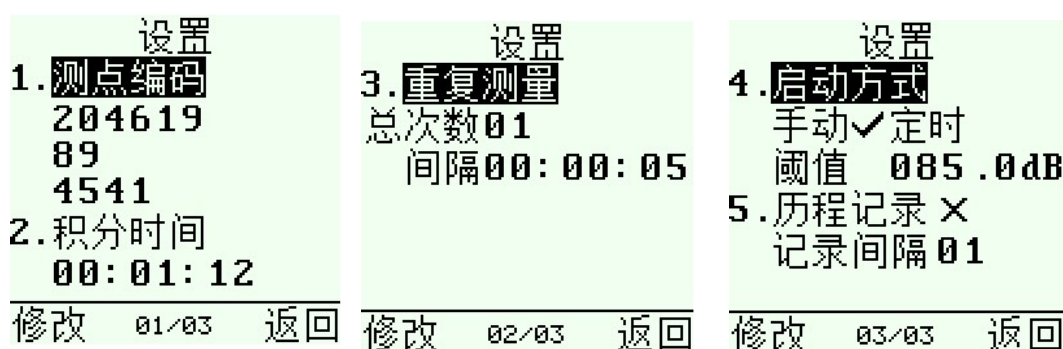 设置
1.测点编码
204619
89
4541
2.积分时间
00:01:12
修改 01/03 返回
设置
3.重复测量
总次数01
间隔00:00:05
修改 02/03 返回
设置
4.启动方式
手动✓定时
阈值 085.0dB
5.历程记录×
记录间隔01
修改 03/03 返回